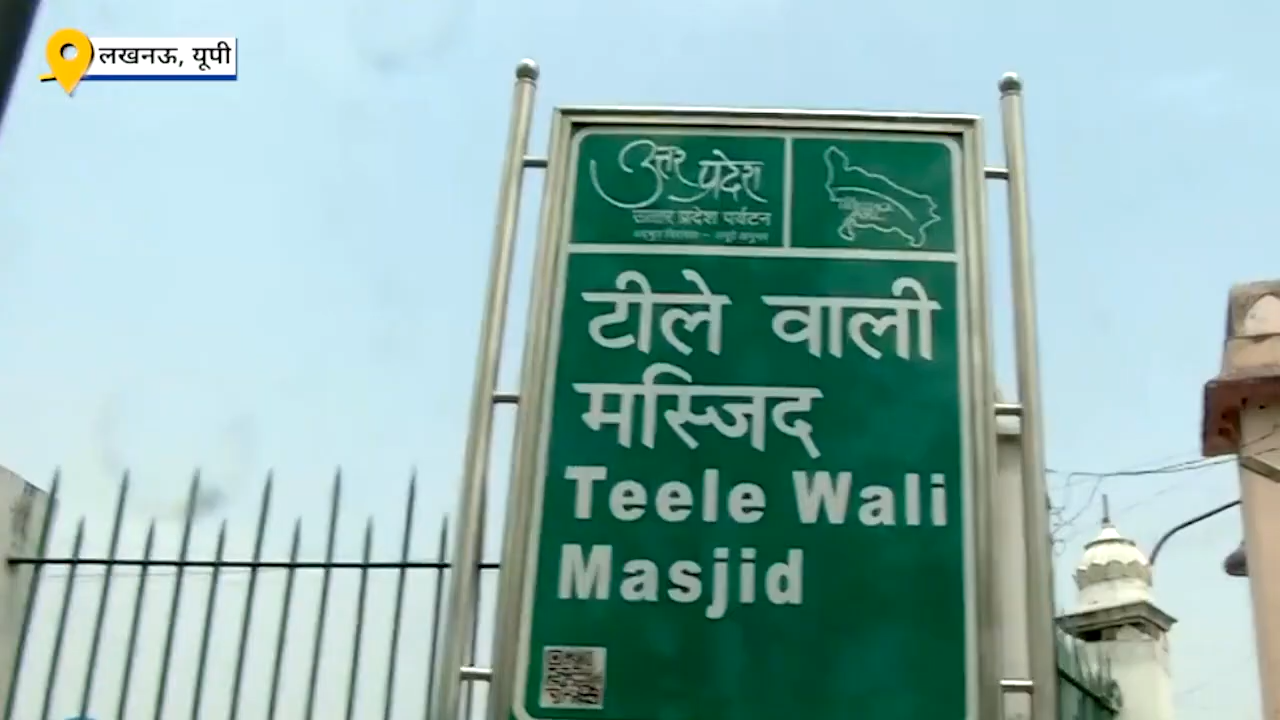 लखनऊ, यूपी
उत्तर प्रदेश
उत्तर प्रदेश पर्यटन
टीले वाली
मस्जिद
Teele Wali
Masjid